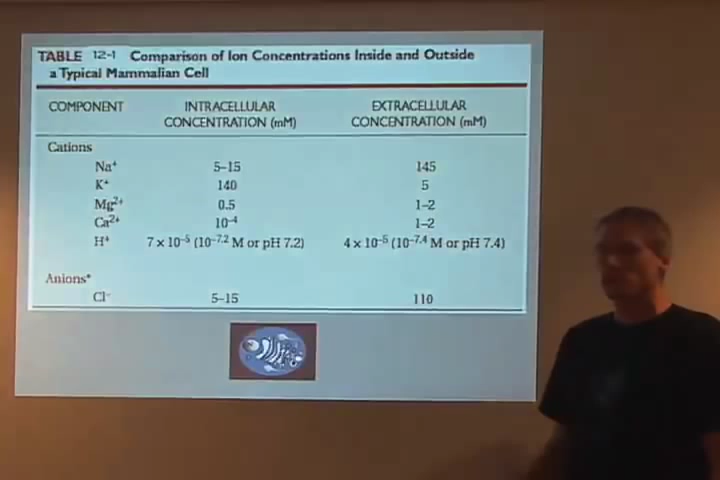 TABLE 12-1 Comparison of Ion Concentrations Inside and Outside
a Typical Mammalian Cell
COMPONENT INTRACELLULAR CONCENTRATION (mM) EXTRACELLULAR CONCENTRATION (mM)
Cations
Na⁺ 5–15 145
K⁺ 140 5
Mg²⁺ 0.5 1–2
Ca²⁺ 10⁻⁴ 1–2
H⁺ 7 x 10⁻⁵ (10⁻⁷·² M or pH 7.2) 4 x 10⁻⁵ (10⁻⁷·⁴ M or pH 7.4)
Anions*
Cl⁻ 5–15 110